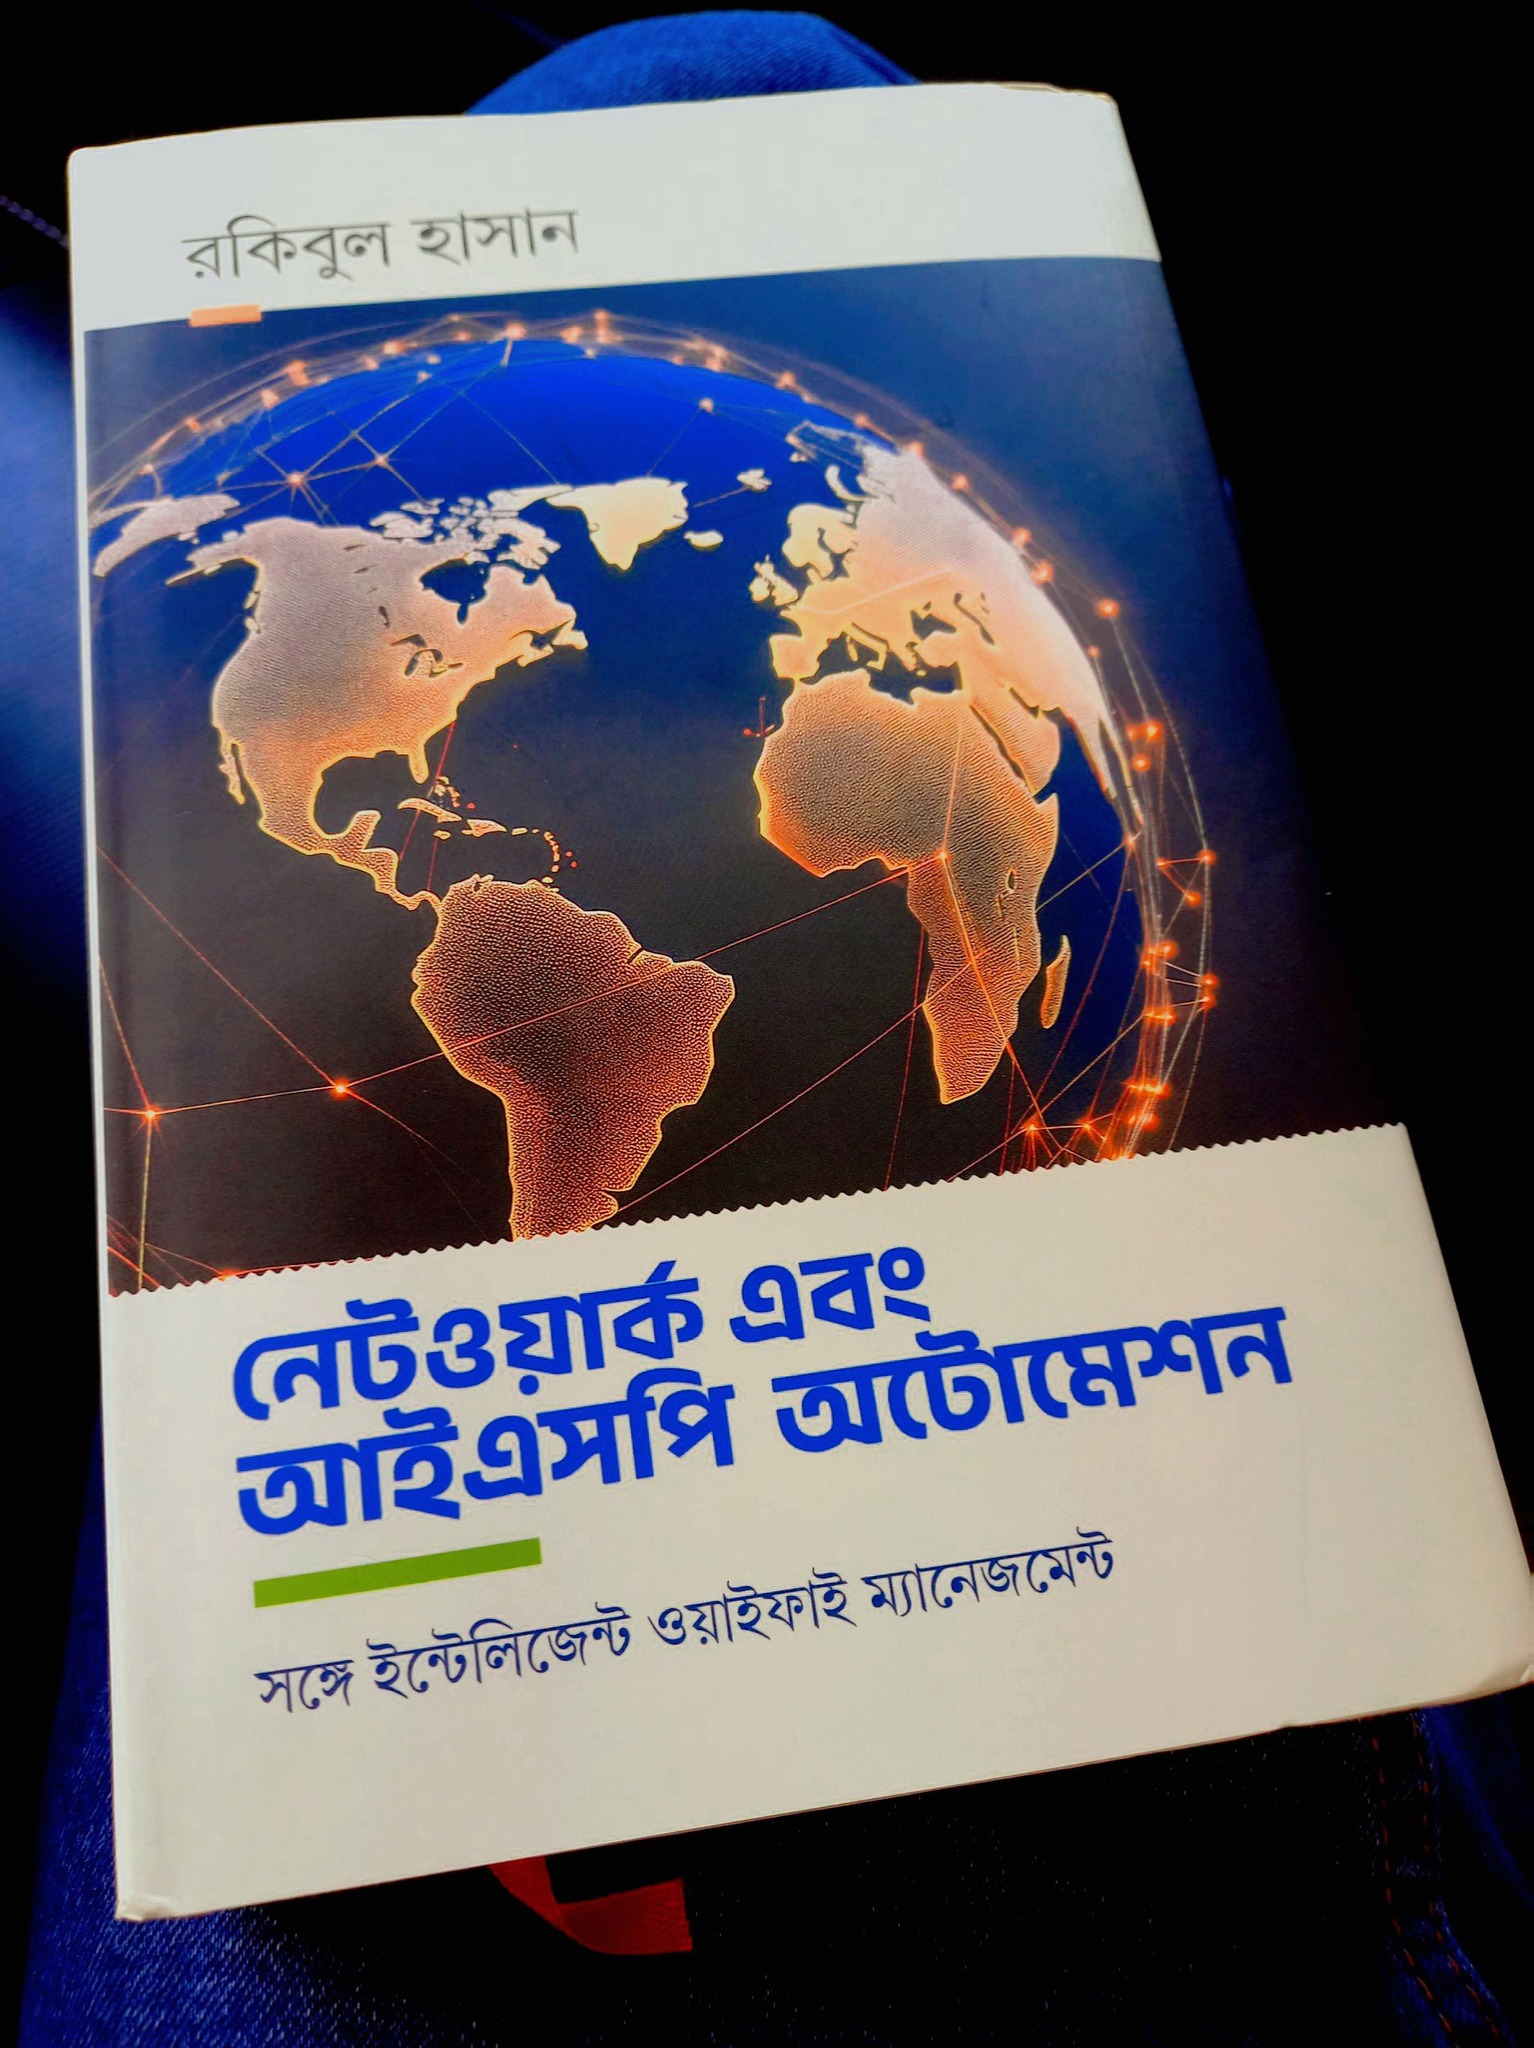 রকিবুল হাসান
নেটওয়ার্ক এবং
আইএসপি অটোমেশন
সঙ্গে ইন্টেলিজেন্ট ওয়াইফাই ম্যানেজমেন্ট